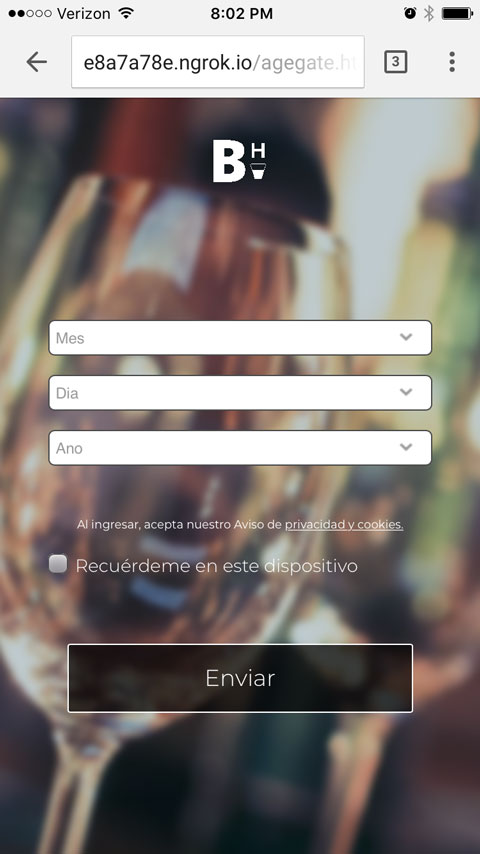 Verizon 8:02 PM
e8a7a78e.ngrok.io/agegate.ht 3
B H
Mes
Dia
Ano
Al ingresar, acepta nuestro Aviso de privacidad y cookies.
Recuérdeme en este dispositivo
Enviar